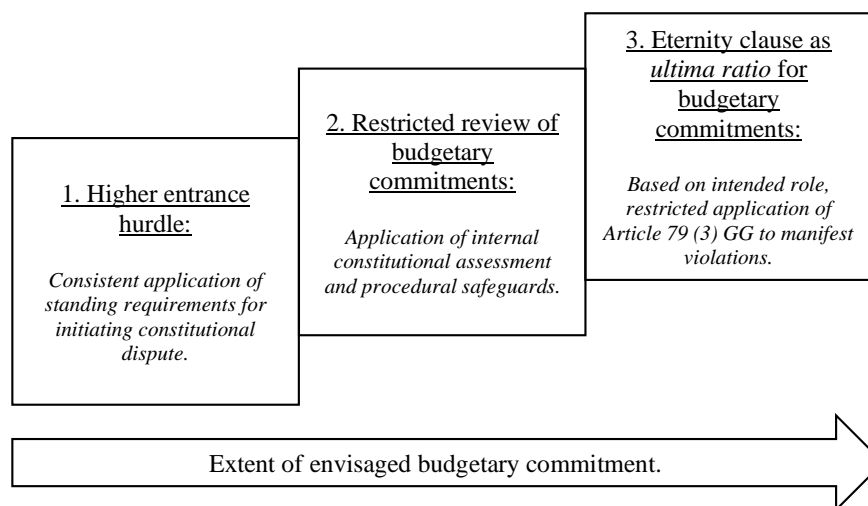 1. Higher entrance
hurdle:
Consistent application of
standing requirements for
initiating constitutional
dispute.
2. Restricted review of
budgetary
commitments:
Application of internal
constitutional assessment
and procedural safeguards.
3. Eternity clause as
ultima ratio for
budgetary
commitments:
Based on intended role,
restricted application of
Article 79 (3) GG to manifest
violations.
Extent of envisaged budgetary commitment.